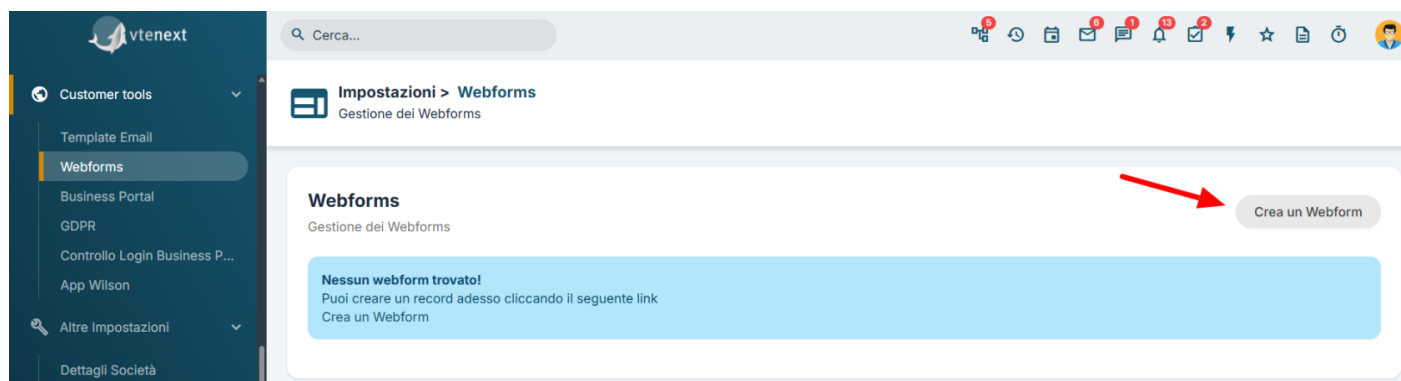 vtenext
Cerca...
5
6
1
13
2
Customer tools
Template Email
Webforms
Business Portal
GDPR
Controllo Login Business P...
App Wilson
Altre Impostazioni
Dettagli Società
Impostazioni > Webforms
Gestione dei Webforms
Webforms
Gestione dei Webforms
Crea un Webform
Nessun webform trovato!
Puoi creare un record adesso cliccando il seguente link
Crea un Webform